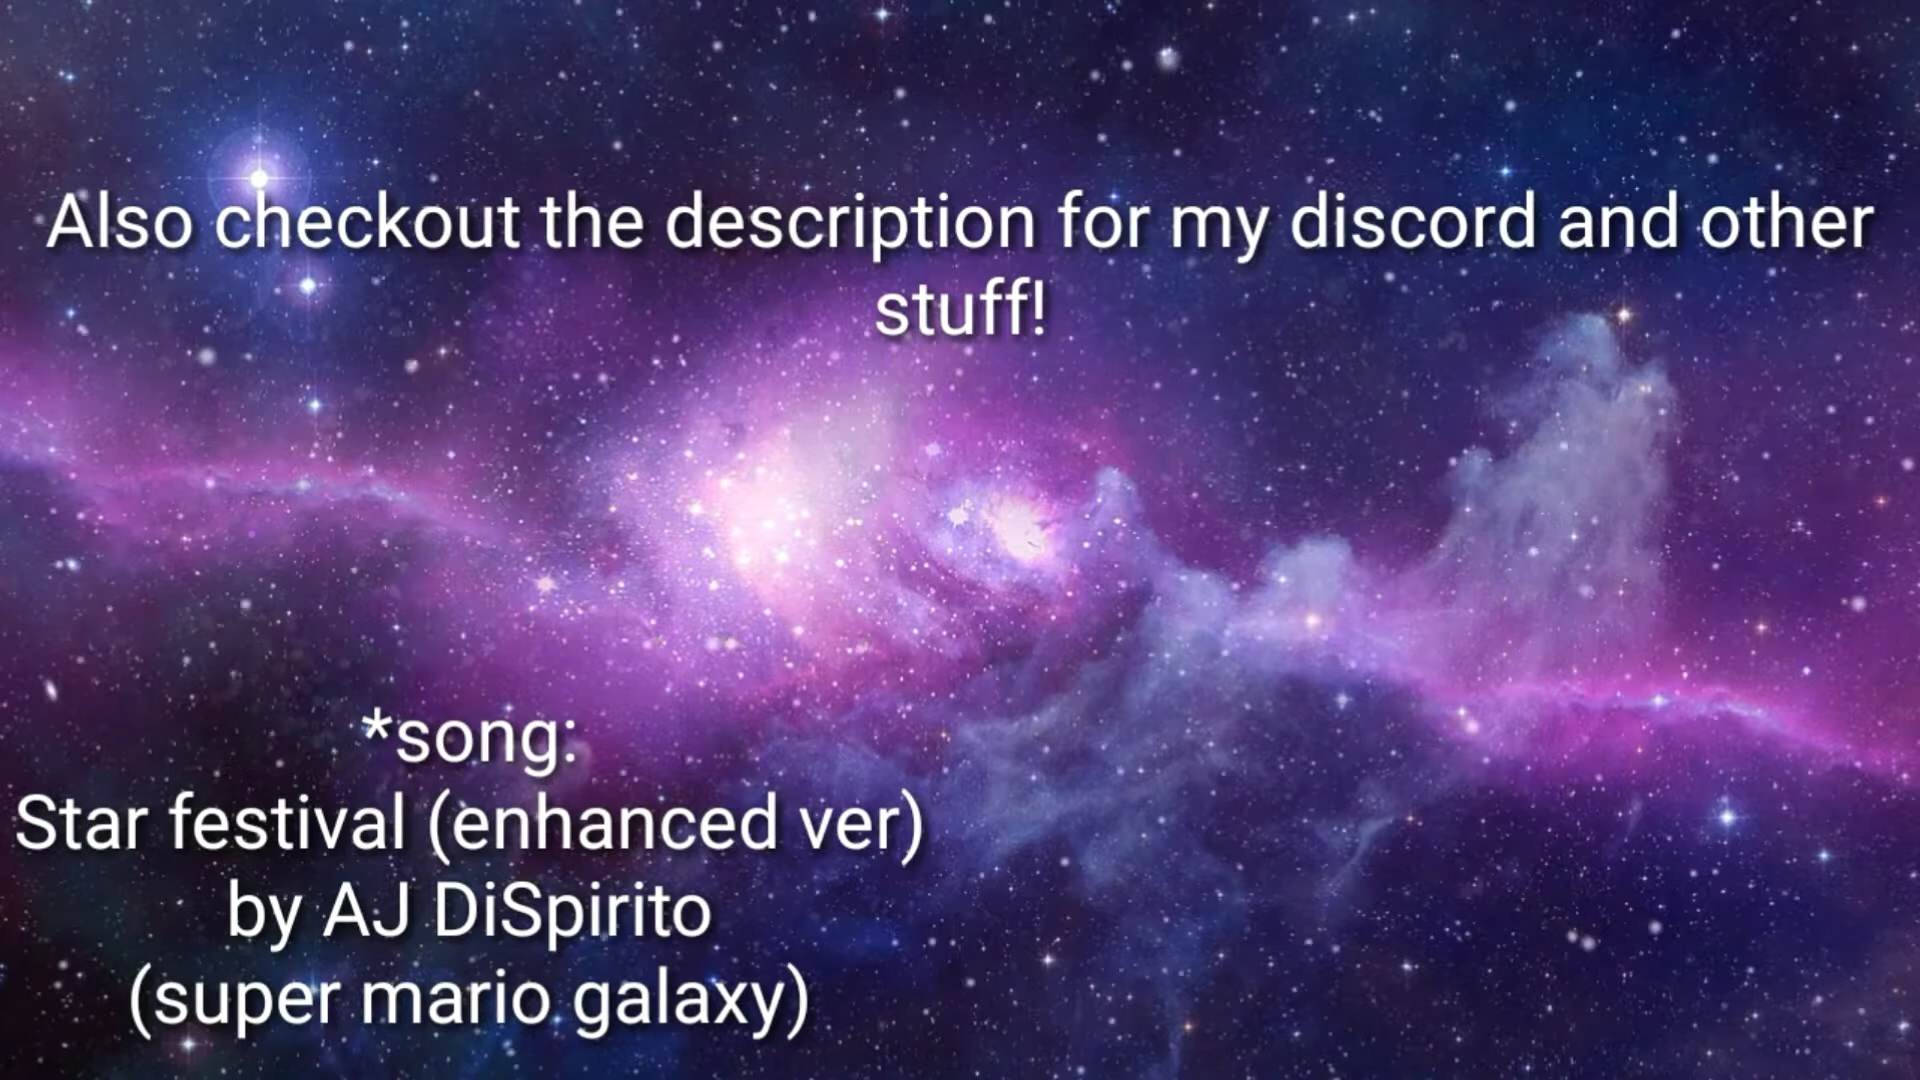 Also checkout the description for my discord and other
stuff!
*song:
Star festival (enhanced ver)
by AJ DiSpirito
(super mario galaxy)